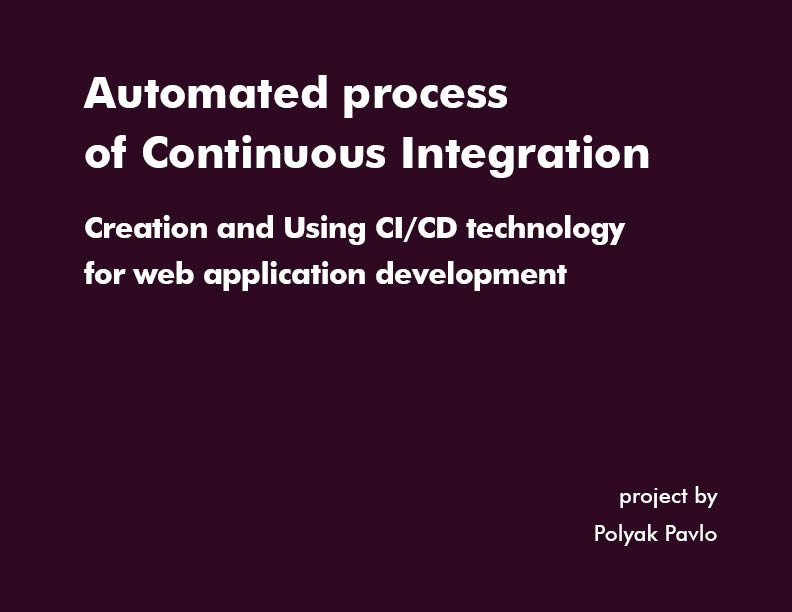 Automated process
of Continuous Integration
Creation and Using CI/CD technology
for web application development
project by
Polyak Pavlo